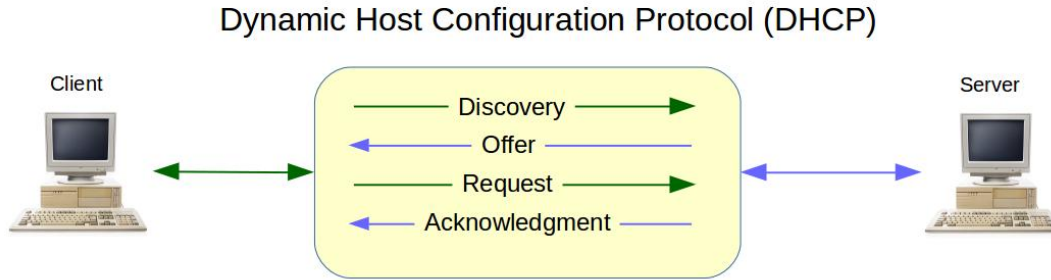 Dynamic Host Configuration Protocol (DHCP)
Client
Server
Discovery
Offer
Request
Acknowledgment